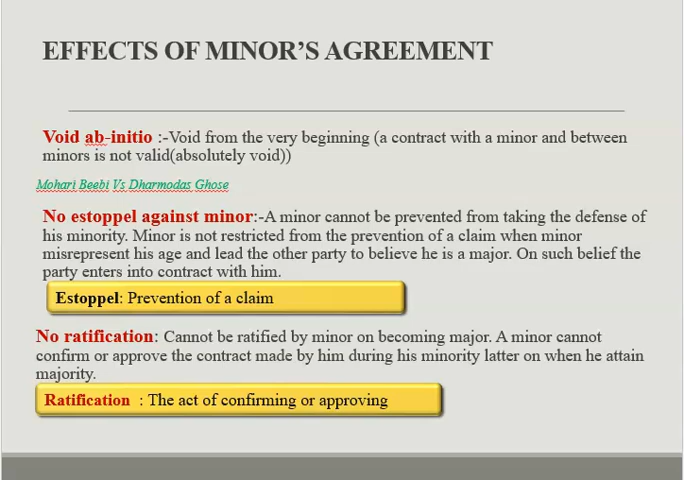 EFFECTS OF MINOR'S AGREEMENT
Void ab-initio :-Void from the very beginning (a contract with a minor and between
minors is not valid(absolutely void))
Mohari Beebi Vs Dharmodas Ghose
No estoppel against minor:-A minor cannot be prevented from taking the defense of
his minority. Minor is not restricted from the prevention of a claim when minor
misrepresent his age and lead the other party to believe he is a major. On such belief the
party enters into contract with him.
Estoppel: Prevention of a claim
No ratification: Cannot be ratified by minor on becoming major. A minor cannot
confirm or approve the contract made by him during his minority latter on when he attain
majority.
Ratification : The act of confirming or approving